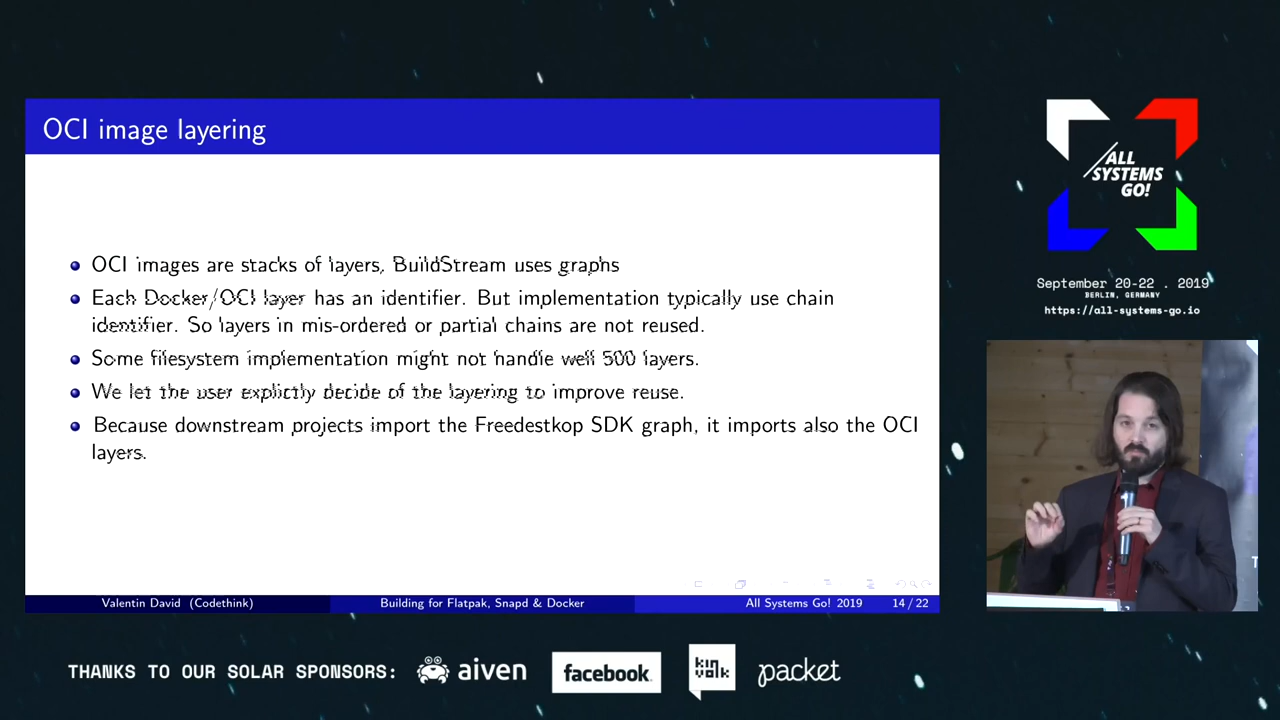 OCI image layering
OCI images are stacks of layers. BuildStream uses graphs
Each Docker/OCI layer has an identifier. But implementation typically use chain
identifier. So layers in mis-ordered or partial chains are not reused.
Some filesystem implementation might not handle well 500 layers.
We let the user explictly decide of the layering to improve reuse.
Because downstream projects import the Freedestkop SDK graph, it imports also the OCI
layers.
Valentin David (Codethink) Building for Flatpak, Snapd & Docker All Systems Go! 2019 14 / 22
/ALL
SYSTEMS
GO!
September 20-22 . 2019
BERLIN, GERMANY
https://all-systems-go.io
T
THANKS TO OUR SOLAR SPONSORS: aiven facebook. kinvolk packet